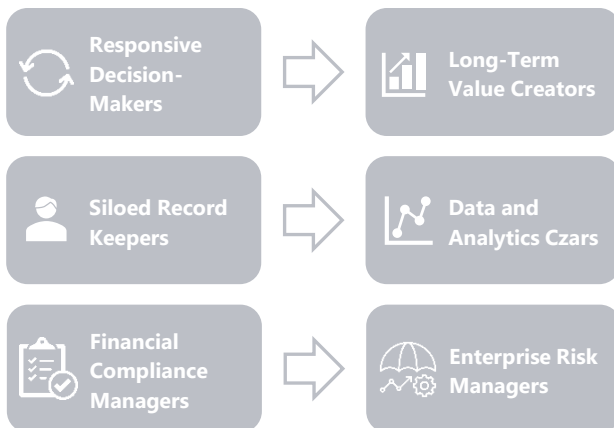 Responsive
Decision-
Makers
Long-Term
Value Creators
Siloed Record
Keepers
Data and
Analytics Czars
Financial
Compliance
Managers
Enterprise Risk
Managers